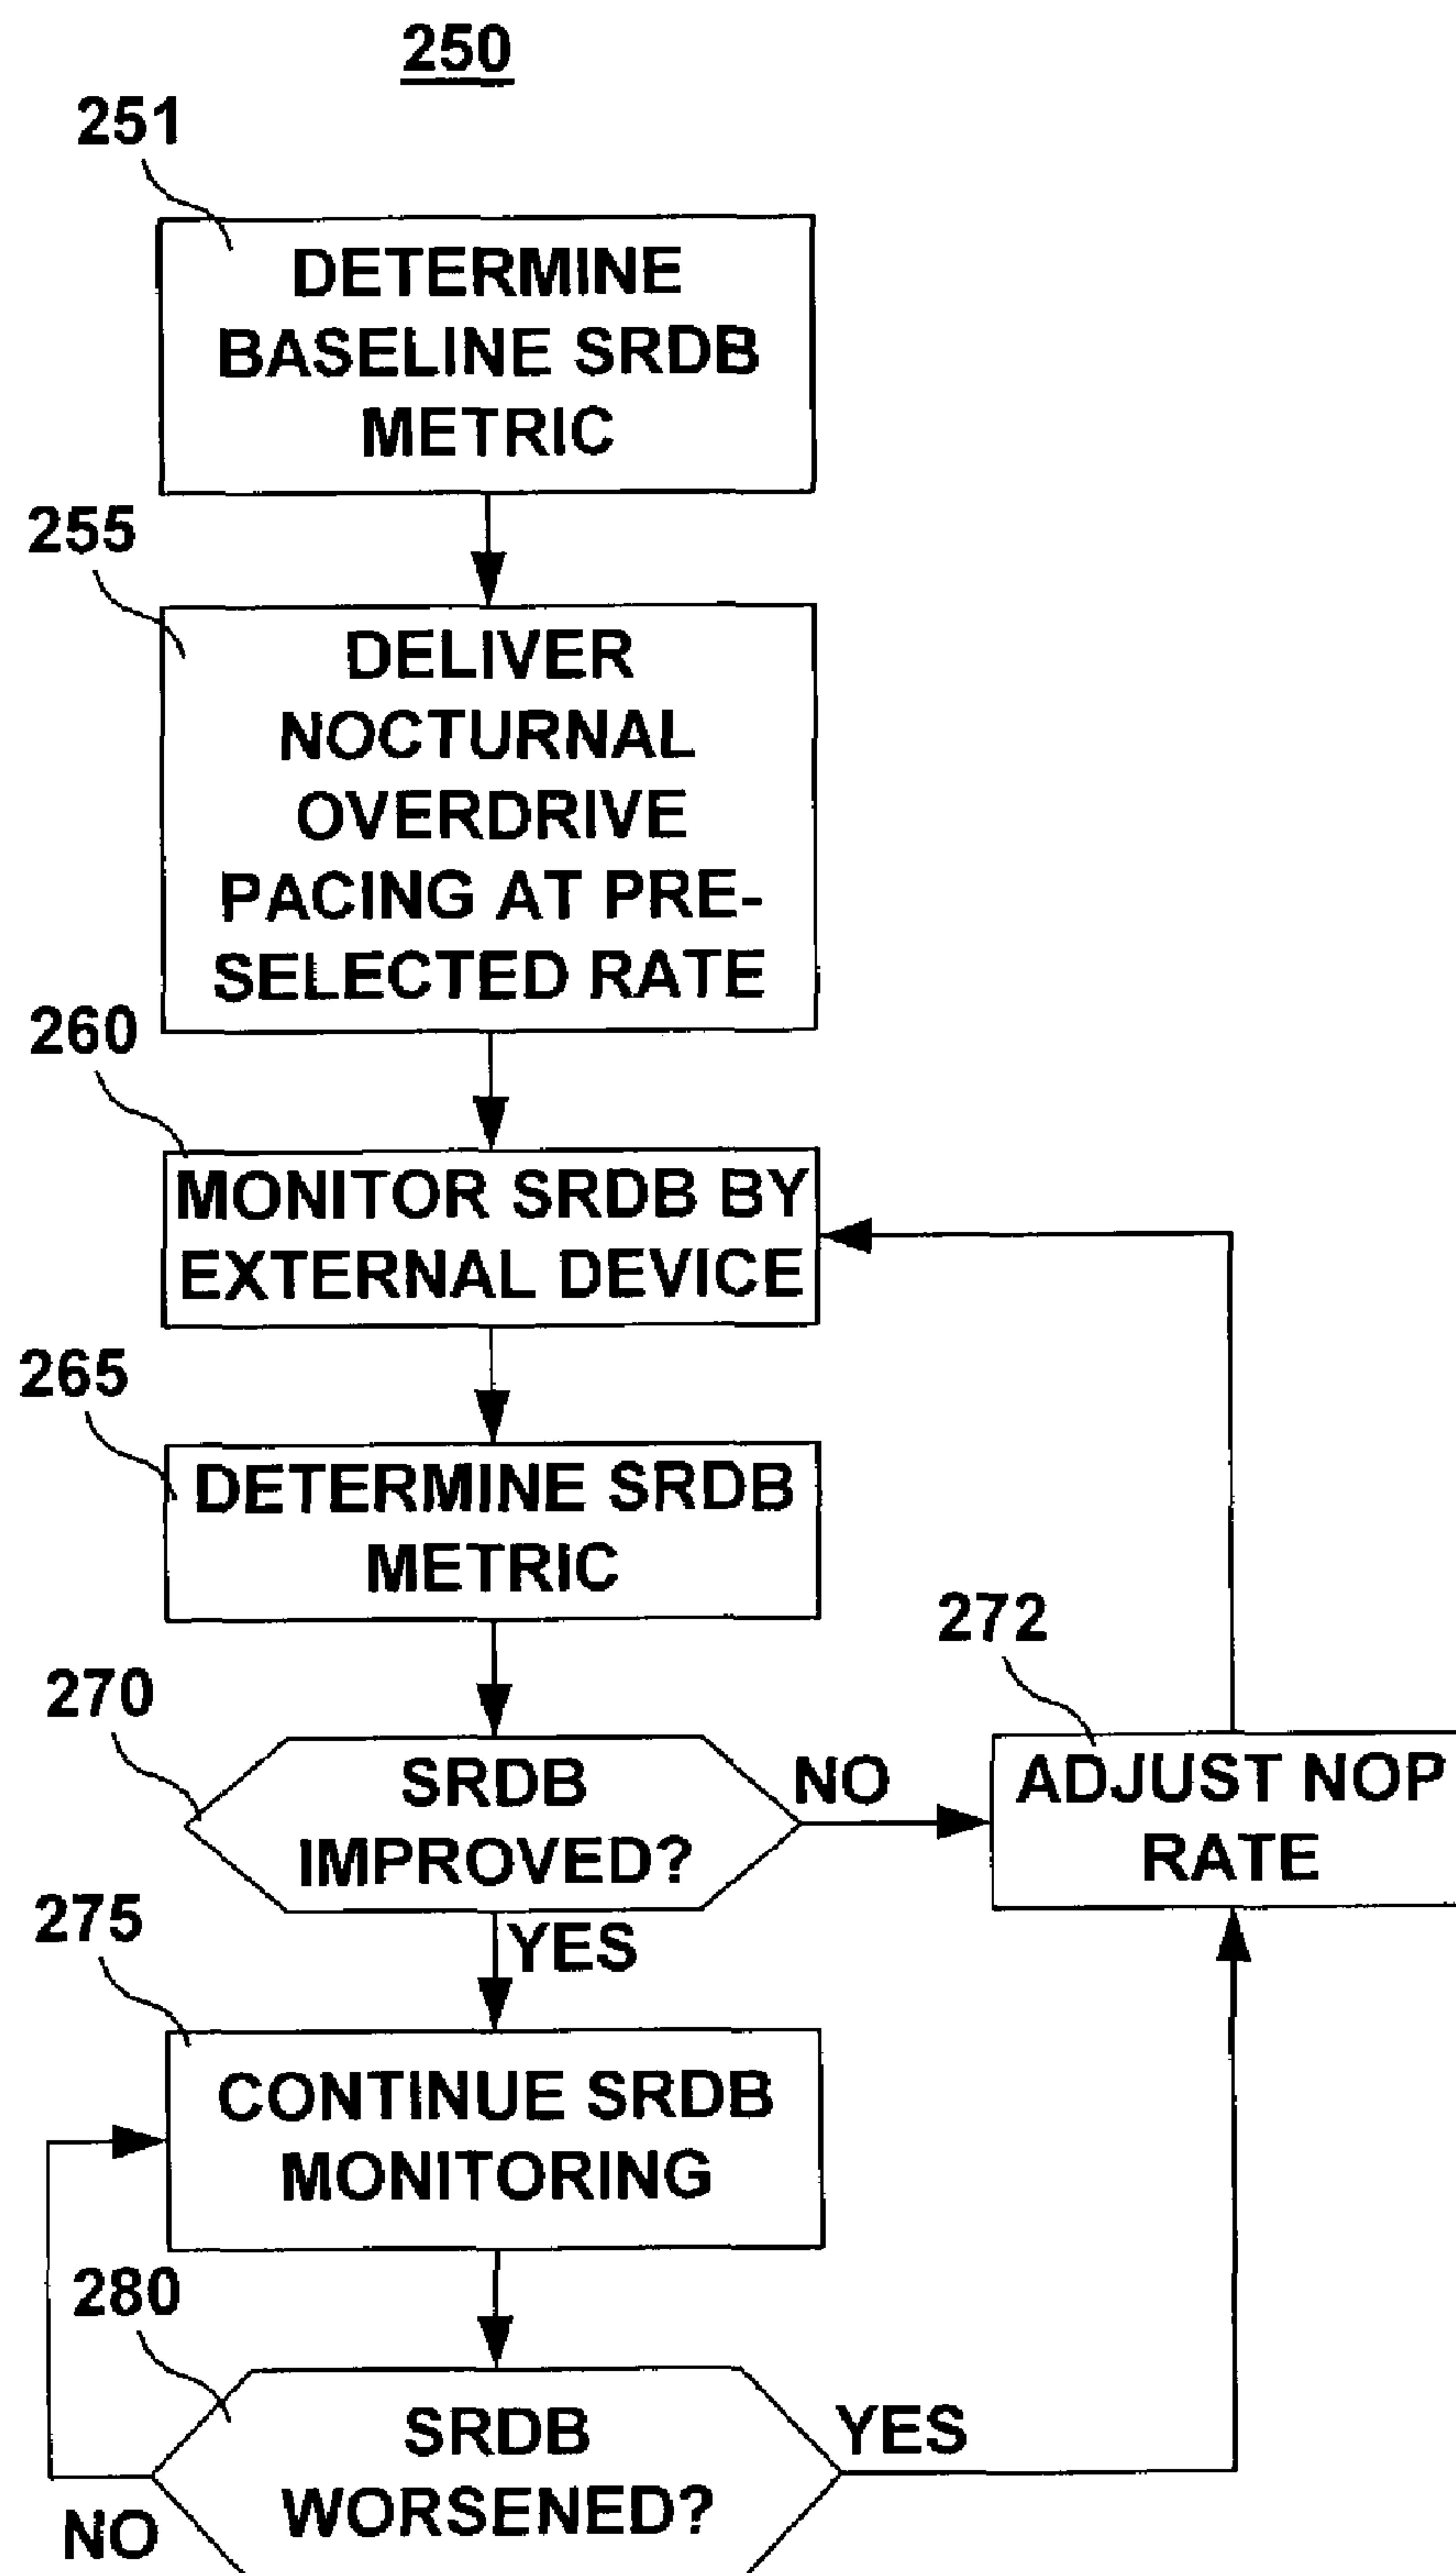 250
251
DETERMINE
BASELINE SRDB
METRIC
255
DELIVER
NOCTURNAL
OVERDRIVE
PACING AT PRE-
SELECTED RATE
260
MONITOR SRDB BY
EXTERNAL DEVICE
265
DETERMINE SRDB
METRIC
270
SRDB
IMPROVED?
NO
272
ADJUST NOP
RATE
YES
275
CONTINUE SRDB
MONITORING
280
SRDB
WORSENED?
YES
NO